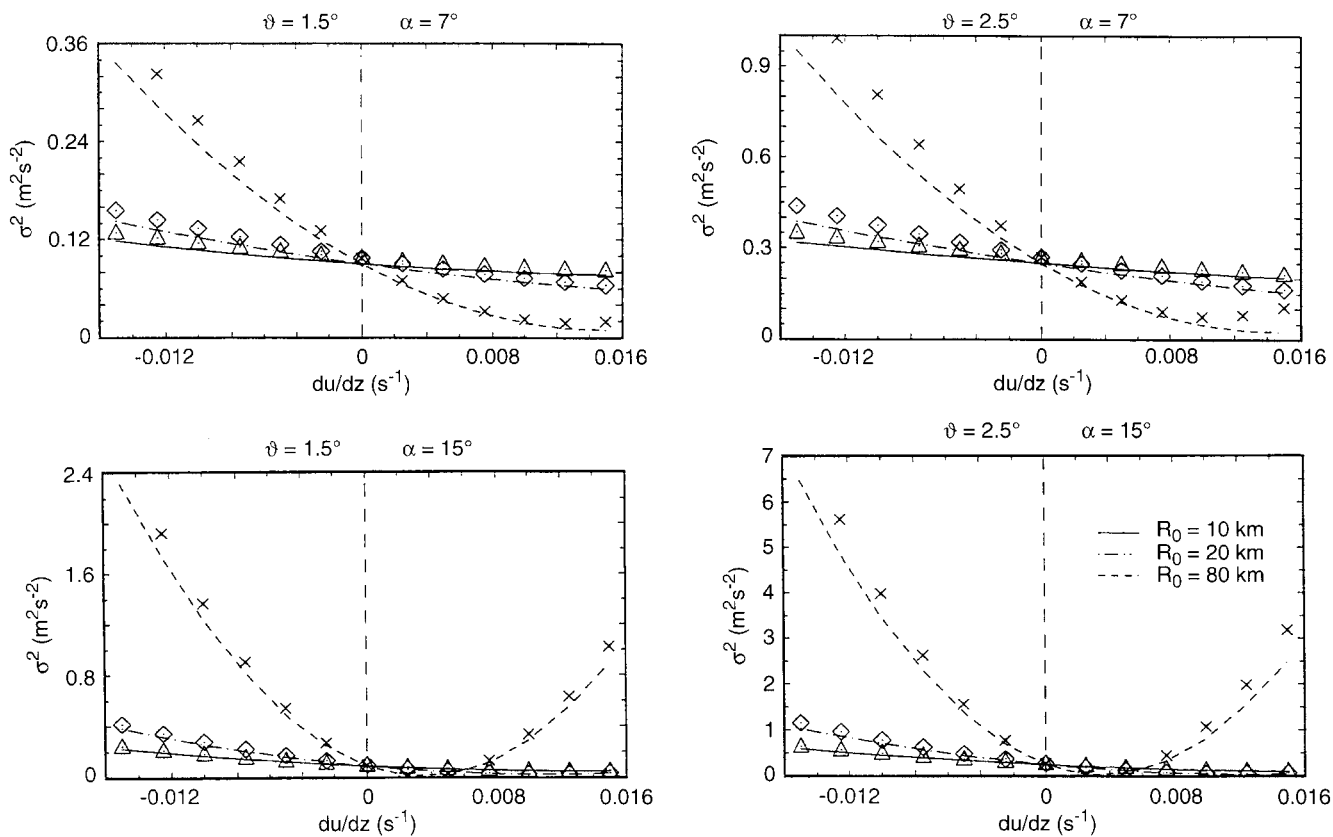 ϑ = 1.5° α = 7°
0.36
0.24
0.12
0
σ² (m²s⁻²)
-0.012 0 0.008 0.016
du/dz (s⁻¹)
ϑ = 2.5° α = 7°
0.9
0.6
0.3
0
σ² (m²s⁻²)
-0.012 0 0.008 0.016
du/dz (s⁻¹)
ϑ = 1.5° α = 15°
2.4
1.6
0.8
0
σ² (m²s⁻²)
-0.012 0 0.008 0.016
du/dz (s⁻¹)
ϑ = 2.5° α = 15°
7
6
5
4
3
2
1
0
σ² (m²s⁻²)
R₀ = 10 km
R₀ = 20 km
R₀ = 80 km
-0.012 0 0.008 0.016
du/dz (s⁻¹)